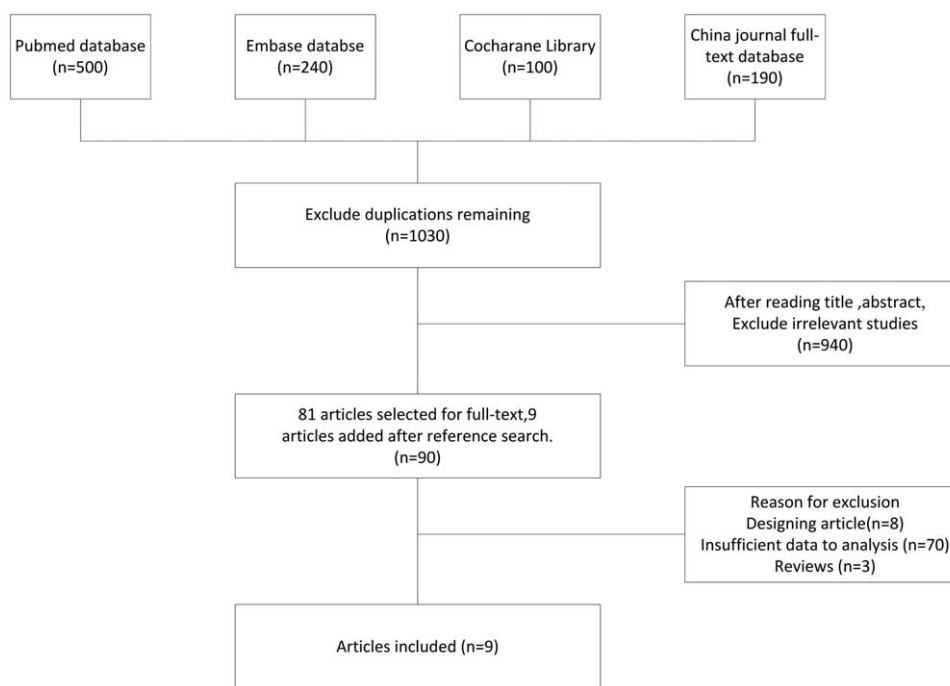 Pubmed database
(n=500)
Embase databse
(n=240)
Cocharane Library
(n=100)
China journal full-
text database
(n=190)
Exclude duplications remaining
(n=1030)
After reading title ,abstract,
Exclude irrelevant studies
(n=940)
81 articles selected for full-text,9
articles added after reference search.
(n=90)
Reason for exclusion
Designing article(n=8)
Insufficient data to analysis (n=70)
Reviews (n=3)
Articles included (n=9)